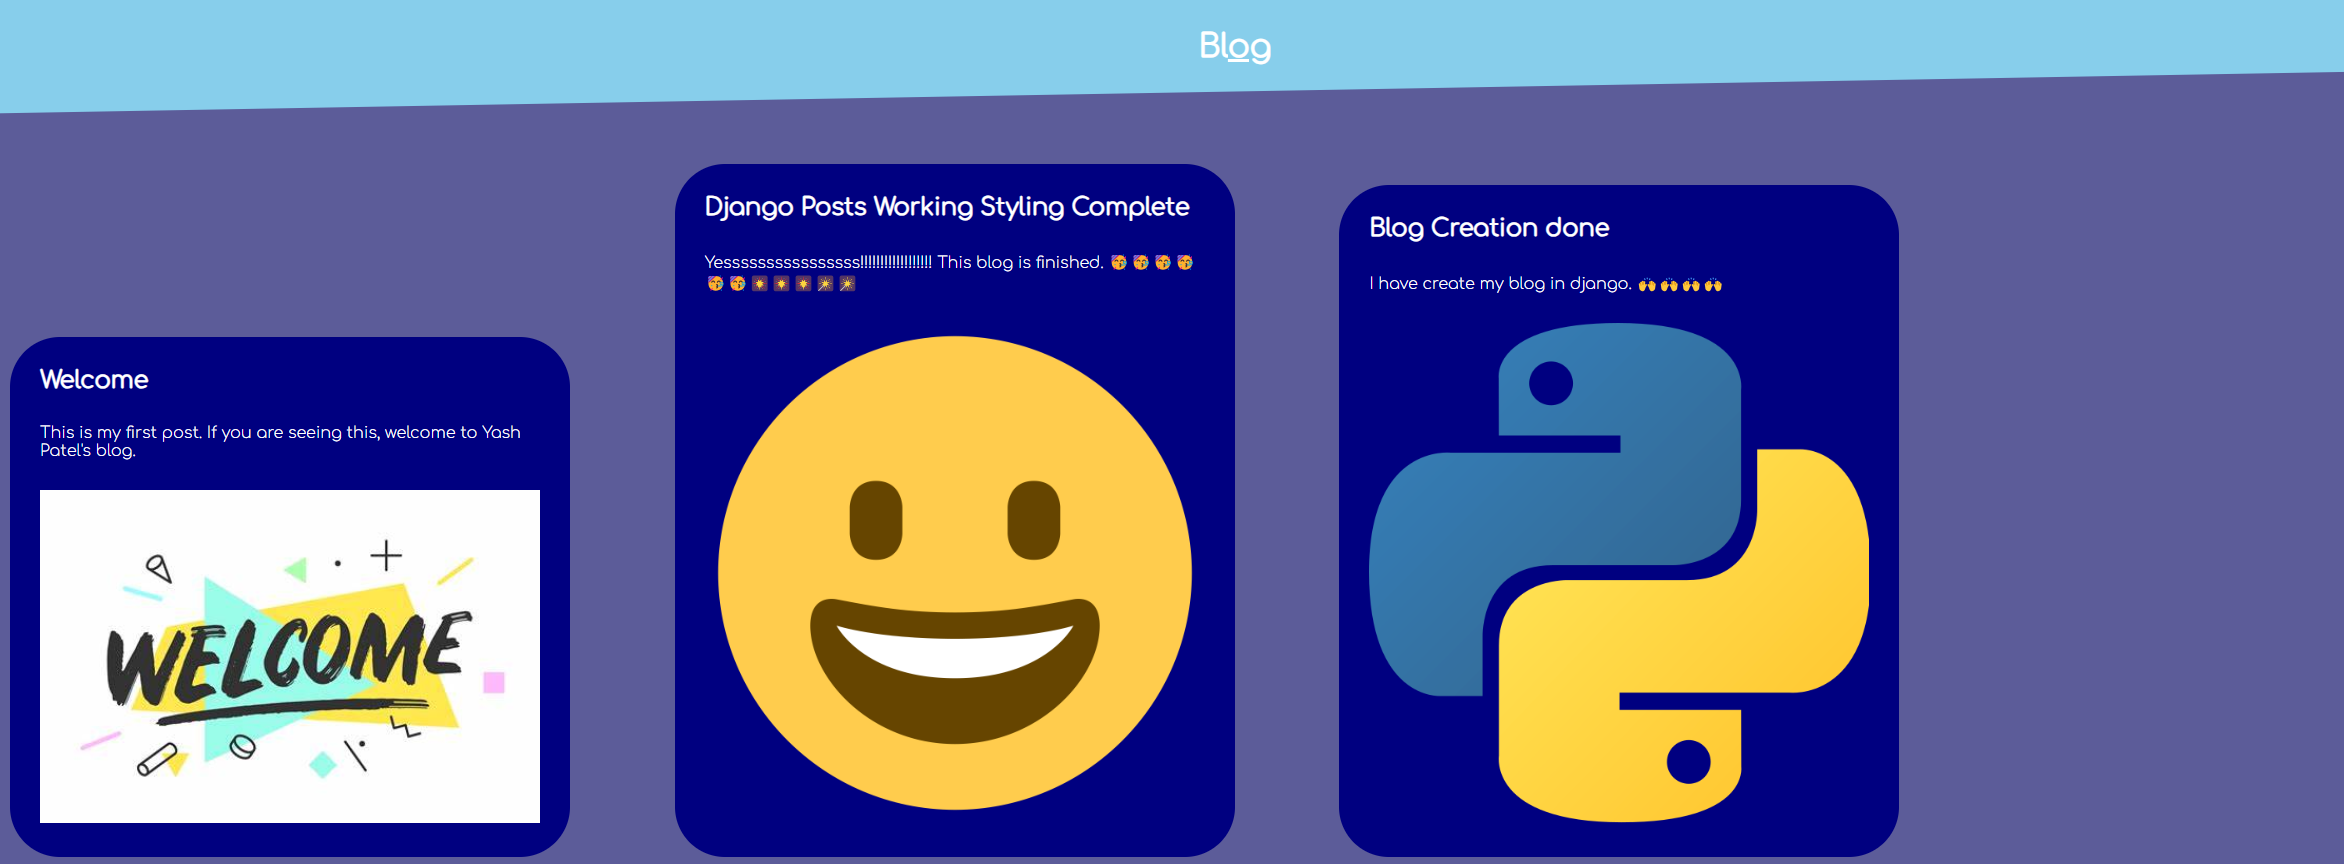 Blog
Django Posts Working Styling Complete
Yessssssssssssssss!!!!!!!!!!!!!!!!!! This blog is finished. 🥳 🥳 🥳 🥳
🥳 🥳 🎆 🎆 🎆 🎇 🎇
Blog Creation done
I have create my blog in django. 🙌 🙌 🙌 🙌
Welcome
This is my first post. If you are seeing this, welcome to Yash
Patel's blog.
WELCOME